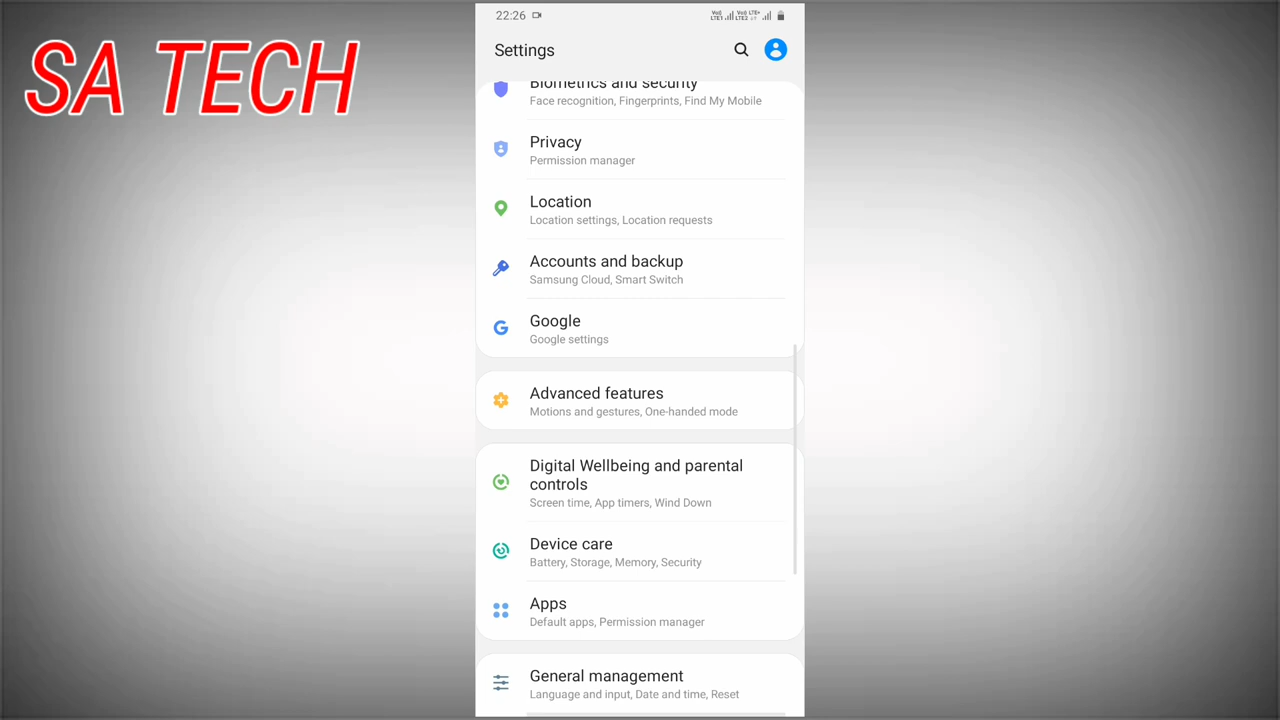 SA TECH
22:26
Settings
Biometrics and security
Face recognition, Fingerprints, Find My Mobile
Privacy
Permission manager
Location
Location settings, Location requests
Accounts and backup
Samsung Cloud, Smart Switch
Google
Google settings
Advanced features
Motions and gestures, One-handed mode
Digital Wellbeing and parental
controls
Screen time, App timers, Wind Down
Device care
Battery, Storage, Memory, Security
Apps
Default apps, Permission manager
General management
Language and input, Date and time, Reset